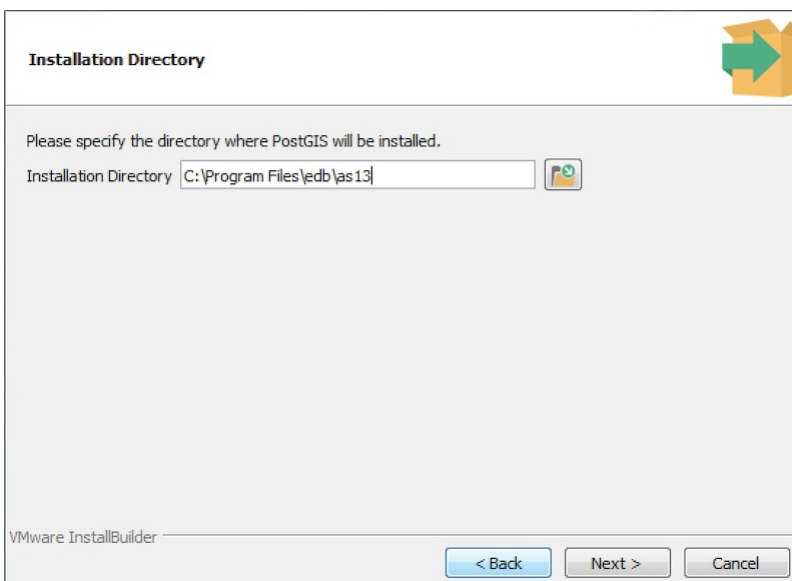 Installation Directory
Please specify the directory where PostGIS will be installed.
Installation Directory C:\Program Files\edb\as13
VMware InstallBuilder
< Back Next > Cancel